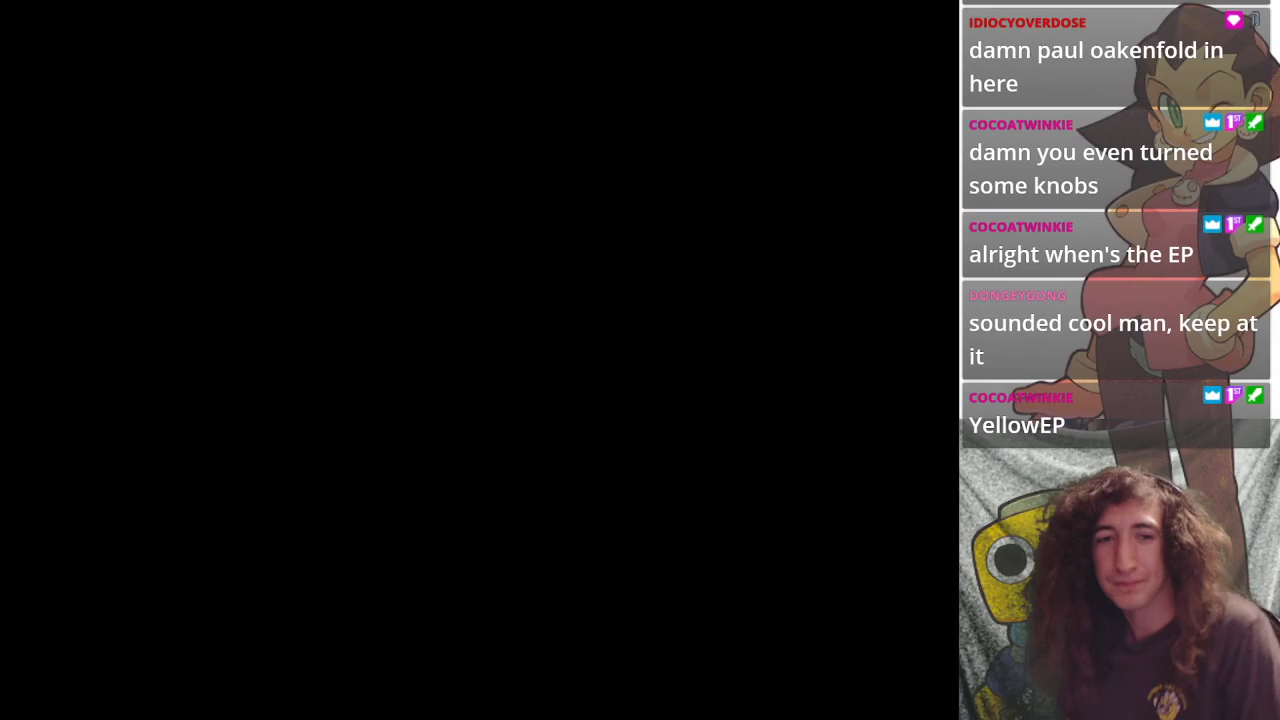 IDIOCYOVERDOSE
damn paul oakenfold in
here
COCOATWINKIE
damn you even turned
some knobs
COCOATWINKIE
alright when's the EP
DONGEYGONG
sounded cool man, keep at
it
COCOATWINKIE
YellowEP